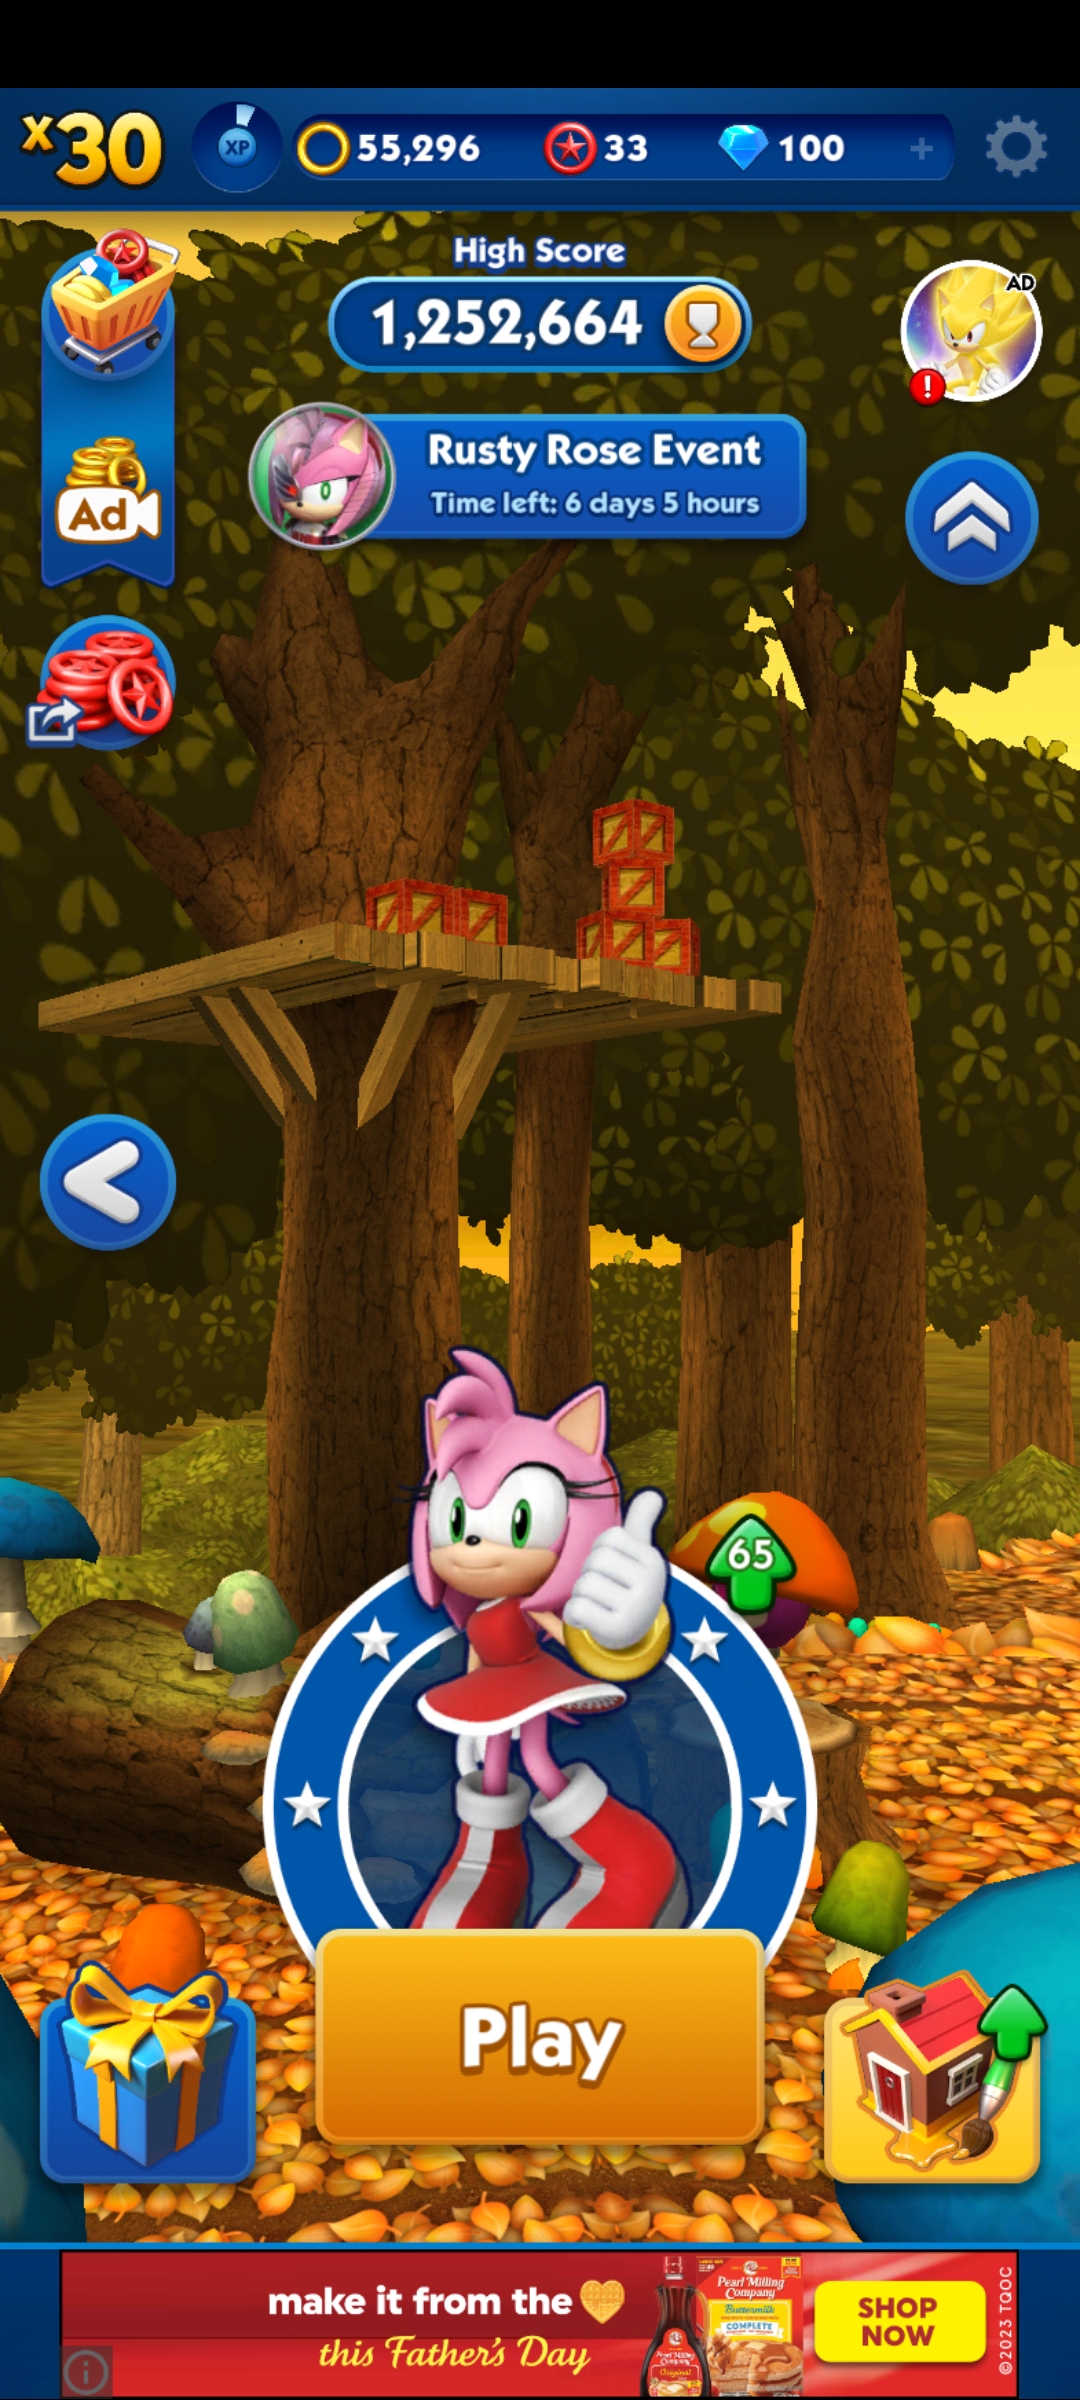 x30
XP
55,296
33
100
High Score
1,252,664
AD
!
Rusty Rose Event
Time left: 6 days 5 hours
Ad
65
Play
make it from the
this Father's Day
Pearl Milling
Company
Buttermilk
COMPLETE
Original
SHOP
NOW
©2023 TQOC